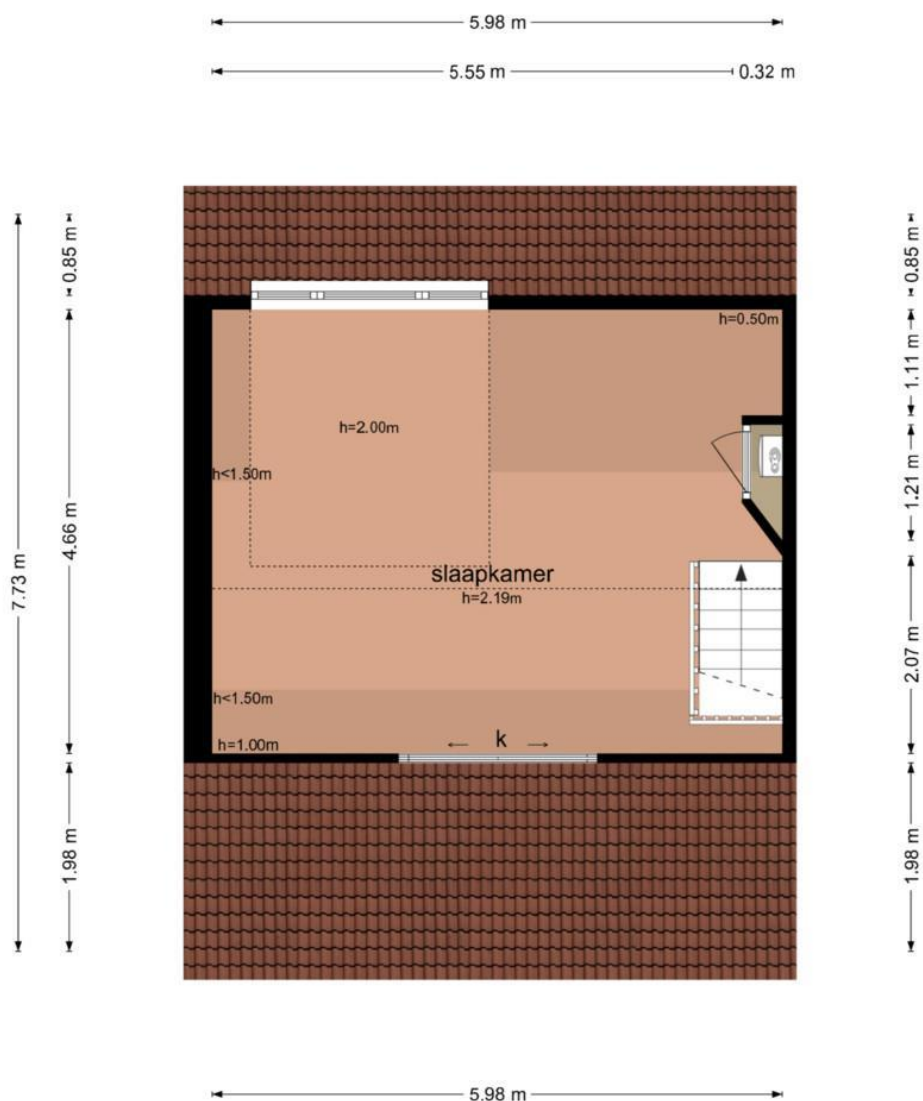 5.98 m
5.55 m
0.32 m
7.73 m
0.85 m
4.66 m
1.98 m
h=0.50m
h=2.00m
h<1.50m
slaapkamer
h=2.19m
h<1.50m
h=1.00m
k
0.85 m
1.11 m
1.21 m
2.07 m
1.98 m
5.98 m